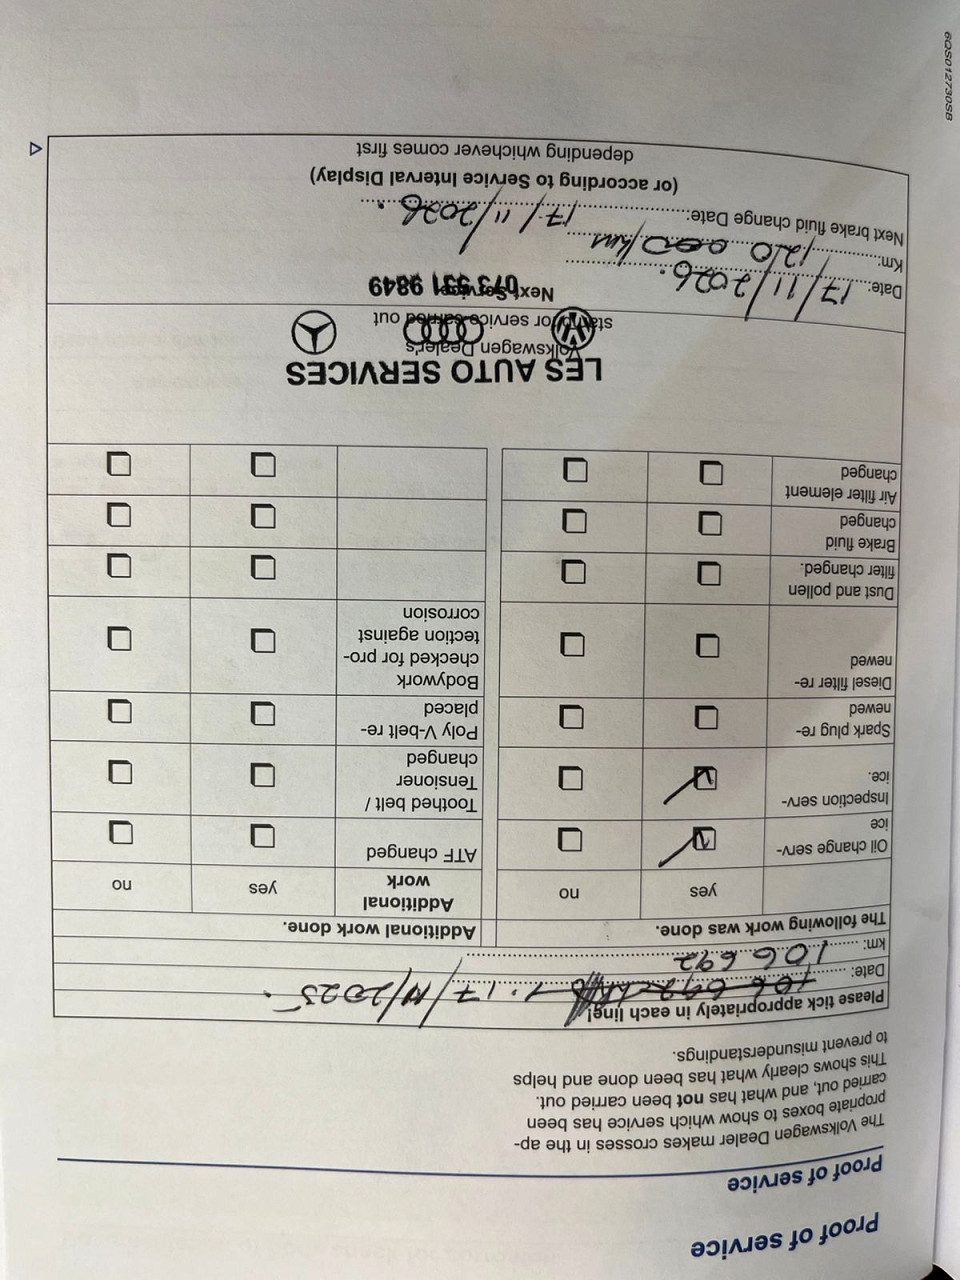 Proof of service
Proof of service
The Volkswagen Dealer makes crosses in the ap-
propriate boxes to show which service has been
carried out, and what has not been carried out.
This shows clearly what has been done and helps
to prevent misunderstandings.
Please tick appropriately in each line!
Date: 106 692 17/11/2025.
km: 106 692
The following work was done.
Additional work done.
yes no Additional work yes no
Oil change serv-
ice
ATF changed
Inspection serv-
ice.
Toothed belt /
Tensioner
changed
Spark plug re-
newed
Poly V-belt re-
placed
Diesel filter re-
newed
Bodywork
checked for pro-
tection against
corrosion
Dust and pollen
filter changed.
Brake fluid
changed
Air filter element
changed
LES AUTO SERVICES
Volkswagen Dealer's
stamp for service carried out
Next Service:
073 531 9849
Date: 17/11/2026.
Km: 120 000 kms
Next brake fluid change Date: 17/11/2026.
(or according to Service Interval Display)
depending whichever comes first
6QS012730SB